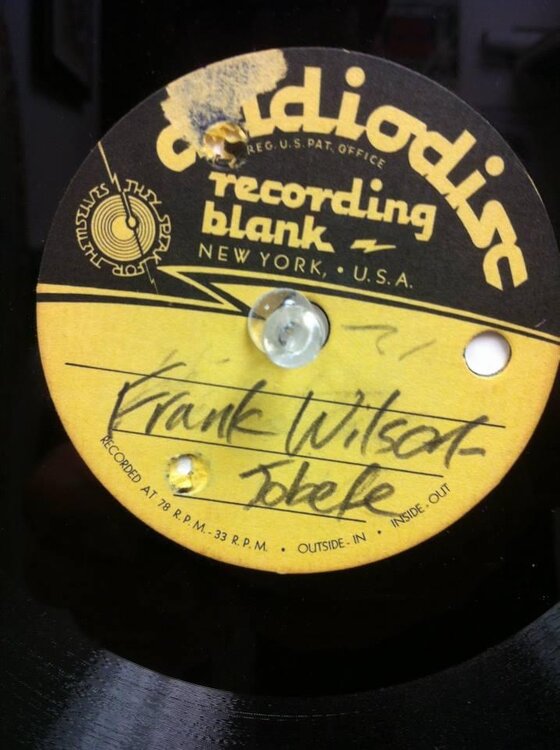 audiodisc
REG. U.S. PAT. OFFICE
recording
blank
NEW YORK, • U.S.A.
THEY SPEAK FOR THEMSELVES
Frank Wilson-
Jobete
RECORDED AT 78 R.P.M. - 33 R.P.M. • OUTSIDE-IN • INSIDE-OUT